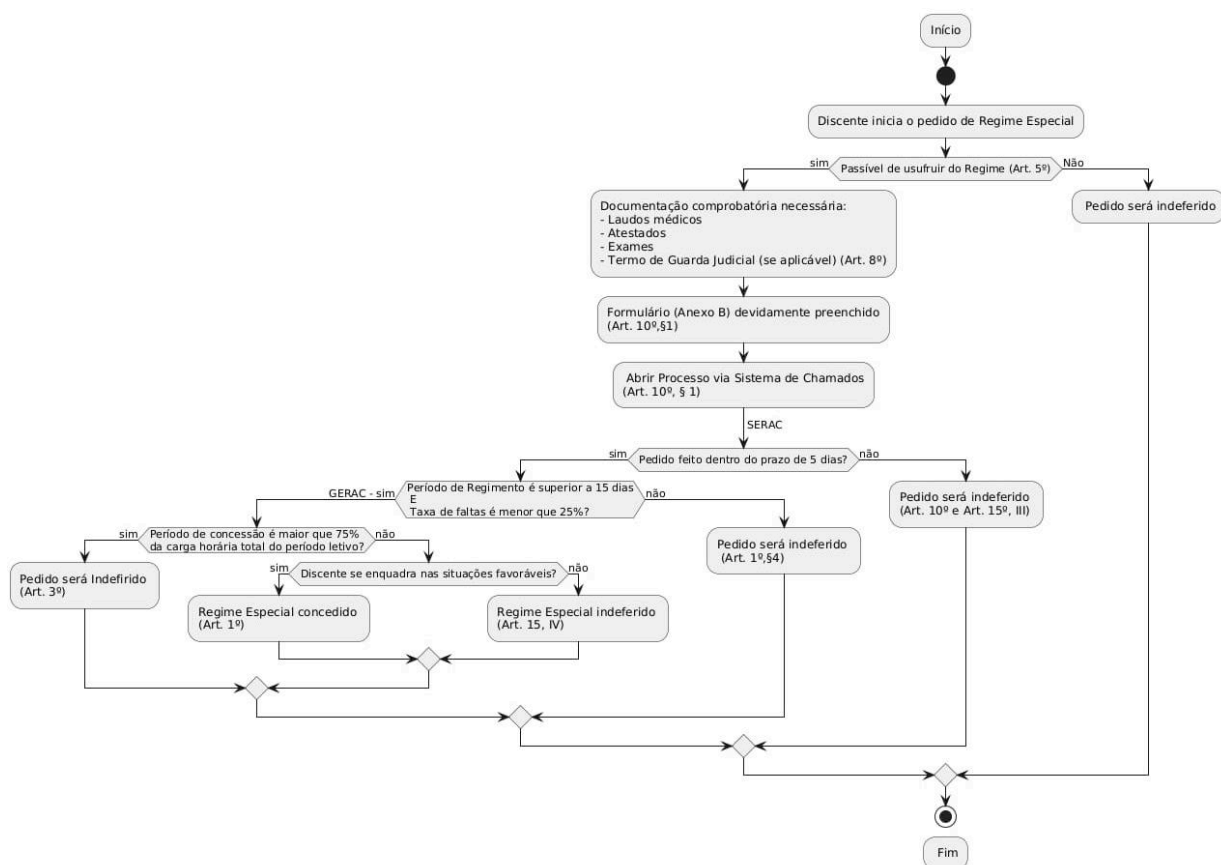 Início
Discente inicia o pedido de Regime Especial
sim
Passível de usufruir do Regime (Art. 5º)
Não
Documentação comprobatória necessária:
- Laudos médicos
- Atestados
- Exames
- Termo de Guarda Judicial (se aplicável) (Art. 8º)
Pedido será indeferido
Formulário (Anexo B) devidamente preenchido
(Art. 10º,§1)
Abrir Processo via Sistema de Chamados
(Art. 10º, § 1)
SERAC
sim
Pedido feito dentro do prazo de 5 dias?
não
GERAC - sim
Período de Regimento é superior a 15 dias
E
Taxa de faltas é menor que 25%?
não
Pedido será indeferido
(Art. 10º e Art. 15º, III)
sim
Período de concessão é maior que 75%
da carga horária total do período letivo?
não
Pedido será indeferido
(Art. 1º,§4)
Pedido será Indefirido
(Art. 3º)
sim
Discente se enquadra nas situações favoráveis?
não
Regime Especial concedido
(Art. 1º)
Regime Especial indeferido
(Art. 15, IV)
Fim